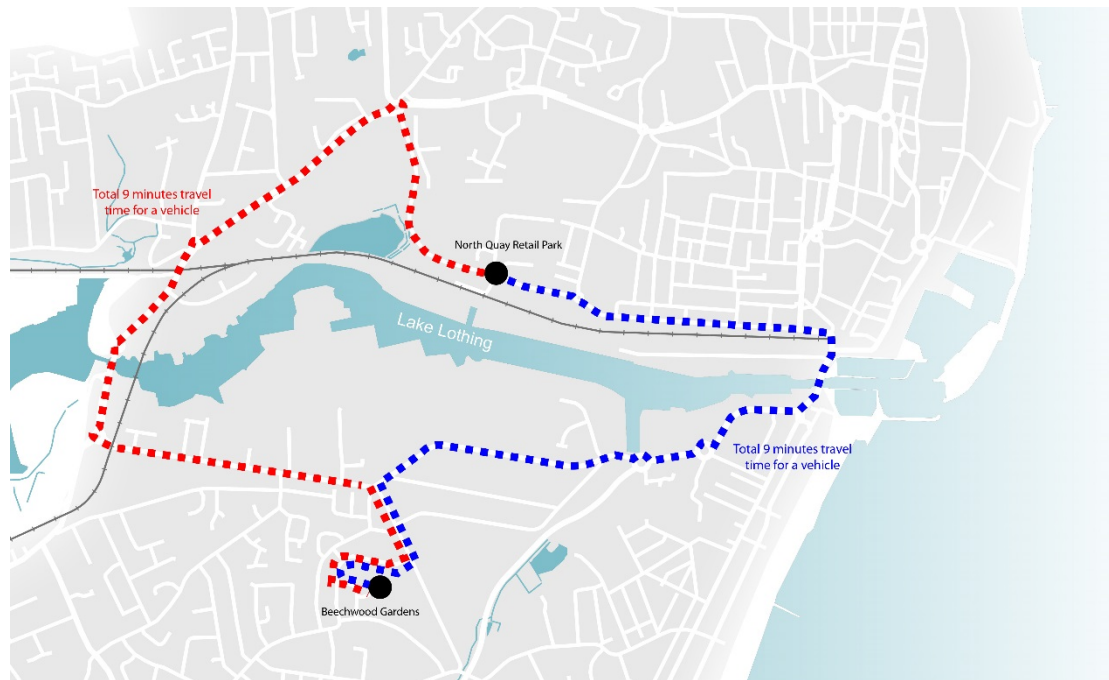 Total 9 minutes travel
time for a vehicle
North Quay Retail Park
Lake Lothing
Total 9 minutes travel
time for a vehicle
Beechwood Gardens